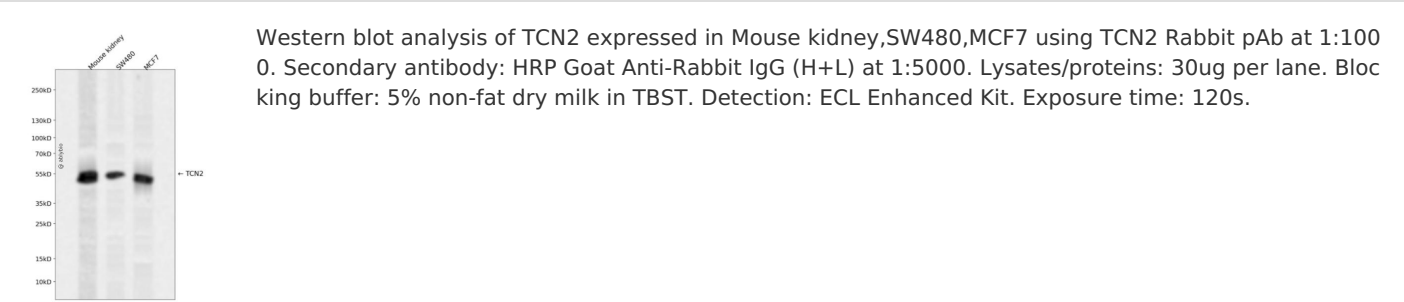 Western blot analysis of TCN2 expressed in Mouse kidney,SW480,MCF7 using TCN2 Rabbit pAb at 1:100
0. Secondary antibody: HRP Goat Anti-Rabbit IgG (H+L) at 1:5000. Lysates/proteins: 30ug per lane. Bloc
king buffer: 5% non-fat dry milk in TBST. Detection: ECL Enhanced Kit. Exposure time: 120s.
Mouse kidney
SW480
MCF7
250kD
130kD
100kD
70kD
55kD
35kD
25kD
15kD
10kD
← TCN2